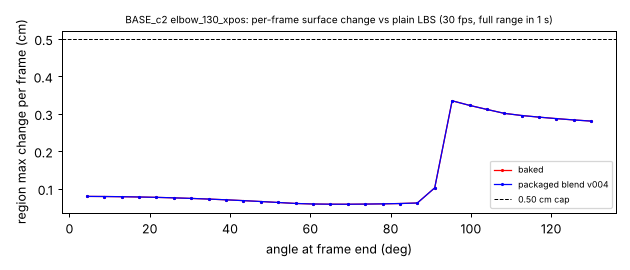 BASE_c2 elbow_130_xpos: per-frame surface change vs plain LBS (30 fps, full range in 1 s)
region max change per frame (cm)
0.5
0.4
0.3
0.2
0.1
baked
packaged blend v004
0.50 cm cap
0 20 40 60 80 100 120
angle at frame end (deg)